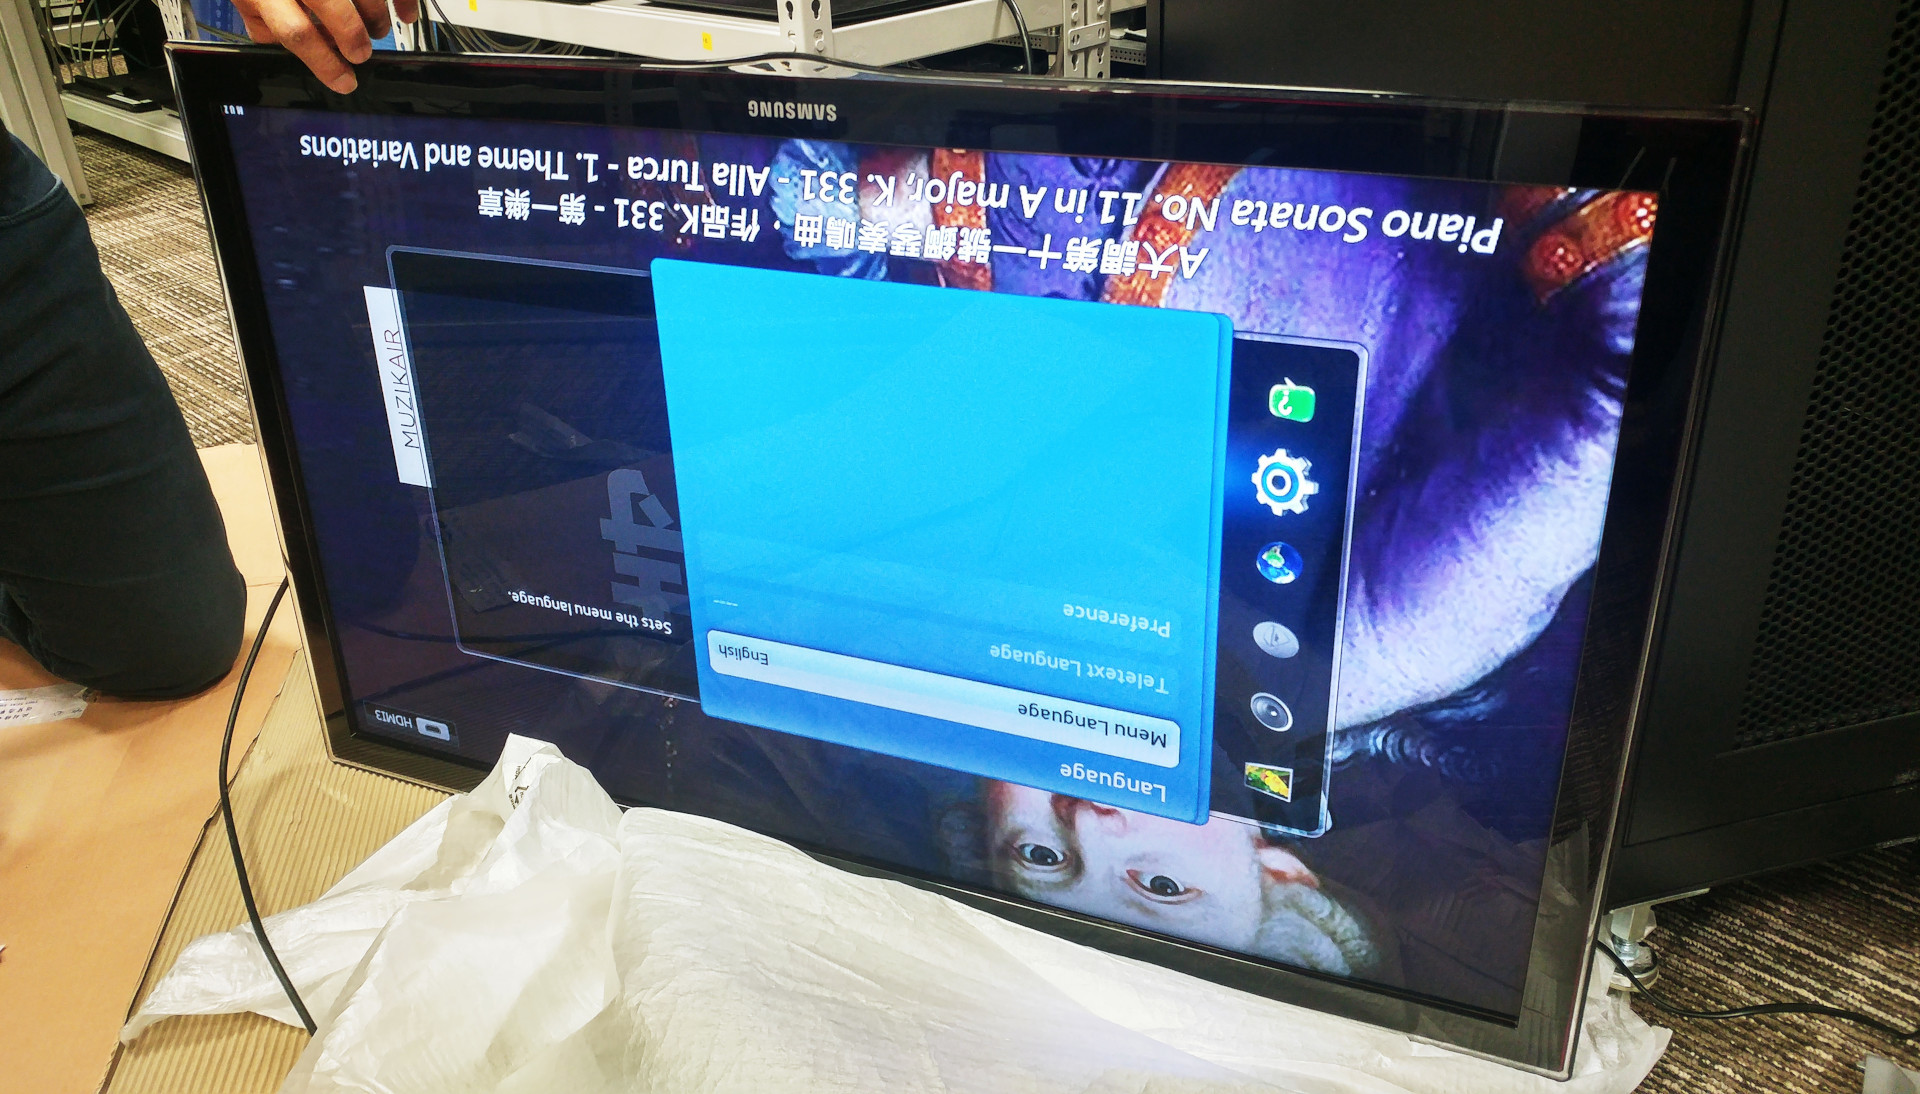 HDMI3
Language
Menu Language English
Teletext Language
Preference
Sets the menu language.
MUZIKAIR
A大調第十一號鋼琴奏鳴曲．作品K. 331 - 第一樂章
Piano Sonata No. 11 in A major, K. 331 - Alla Turca - 1. Theme and Variations
SAMSUNG
MUZ